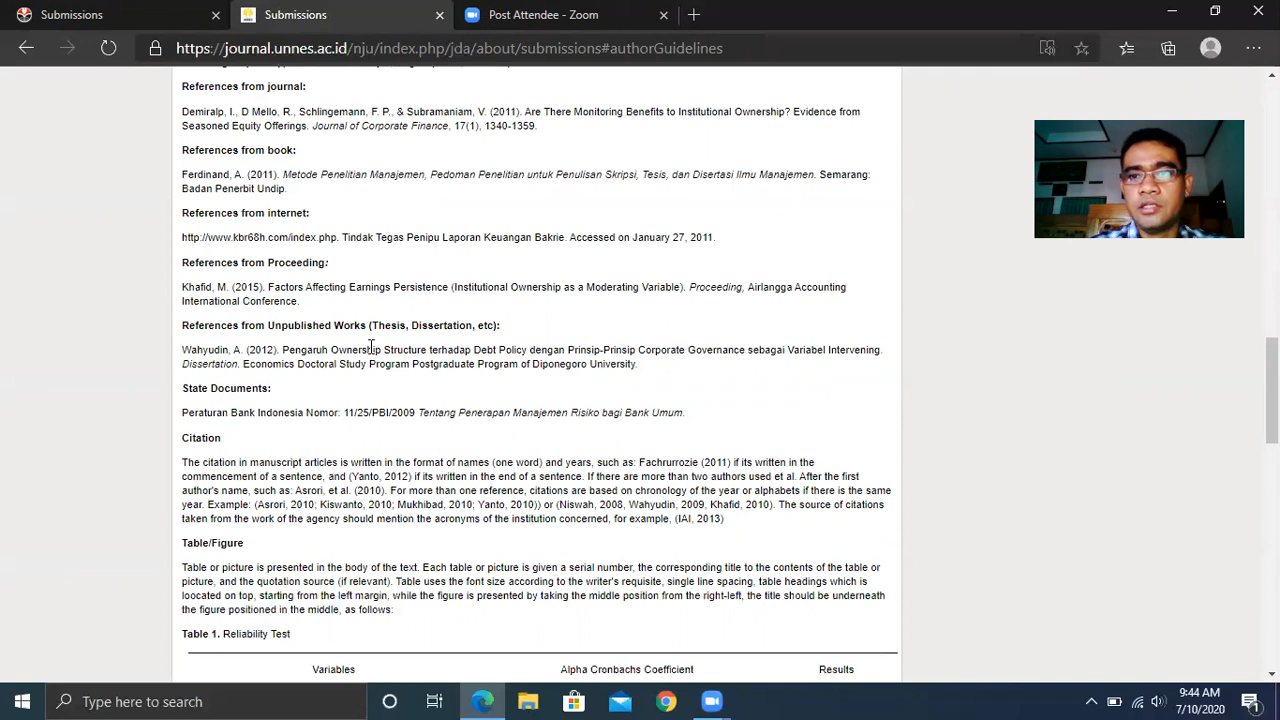 Submissions
Submissions
Post Attendee - Zoom
https://journal.unnes.ac.id/nju/index.php/jda/about/submissions#authorGuidelines
References from journal:
Demiralp, I., D Mello, R., Schlingemann, F. P., & Subramaniam, V. (2011). Are There Monitoring Benefits to Institutional Ownership? Evidence from
Seasoned Equity Offerings. Journal of Corporate Finance, 17(1), 1340-1359.
References from book:
Ferdinand, A. (2011). Metode Penelitian Manajemen, Pedoman Penelitian untuk Penulisan Skripsi, Tesis, dan Disertasi Ilmu Manajemen. Semarang:
Badan Penerbit Undip.
References from internet:
http://www.kbr68h.com/index.php. Tindak Tegas Penipu Laporan Keuangan Bakrie. Accessed on January 27, 2011.
References from Proceeding:
Khafid, M. (2015). Factors Affecting Earnings Persistence (Institutional Ownership as a Moderating Variable). Proceeding, Airlangga Accounting
International Conference.
References from Unpublished Works (Thesis, Dissertation, etc):
Wahyudin, A. (2012). Pengaruh Ownership Structure terhadap Debt Policy dengan Prinsip-Prinsip Corporate Governance sebagai Variabel Intervening.
Dissertation. Economics Doctoral Study Program Postgraduate Program of Diponegoro University.
State Documents:
Peraturan Bank Indonesia Nomor: 11/25/PBI/2009 Tentang Penerapan Manajemen Risiko bagi Bank Umum.
Citation
The citation in manuscript articles is written in the format of names (one word) and years, such as: Fachrurrozie (2011) if its written in the
commencement of a sentence, and (Yanto, 2012) if its written in the end of a sentence. If there are more than two authors used et al. After the first
author's name, such as: Asrori, et al. (2010). For more than one reference, citations are based on chronology of the year or alphabets if there is the same
year. Example: (Asrori, 2010; Kiswanto, 2010; Mukhibad, 2010; Yanto, 2010)) or (Niswah, 2008, Wahyudin, 2009, Khafid, 2010). The source of citations
taken from the work of the agency should mention the acronyms of the institution concerned, for example, (IAI, 2013)
Table/Figure
Table or picture is presented in the body of the text. Each table or picture is given a serial number, the corresponding title to the contents of the table or
picture, and the quotation source (if relevant). Table uses the font size according to the writer's requisite, single line spacing, table headings which is
loocated on top, starting from the left margin, while the figure is presented by taking the middle position from the right-left, the title should be underneath
the figure positioned in the middle, as follows:
Table 1. Reliability Test
Variables Alpha Cronbachs Coefficient Results
Type here to search
9:44 AM
7/10/2020
1